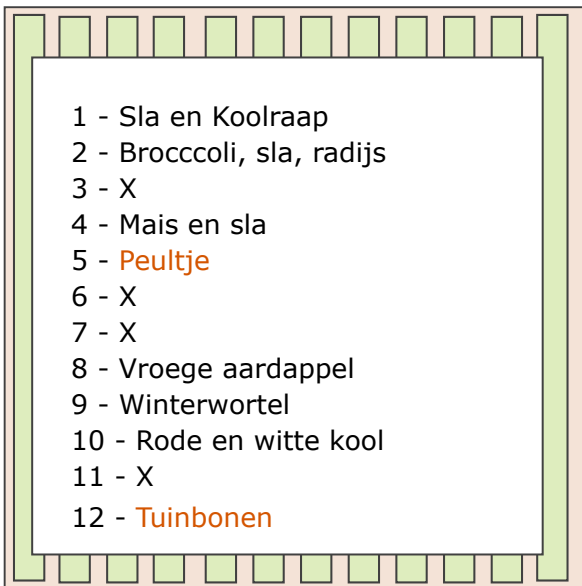 1 - Sla en Koolraap
2 - Brocccoli, sla, radijs
3 - X
4 - Mais en sla
5 - Peultje
6 - X
7 - X
8 - Vroege aardappel
9 - Winterwortel
10 - Rode en witte kool
11 - X
12 - Tuinbonen